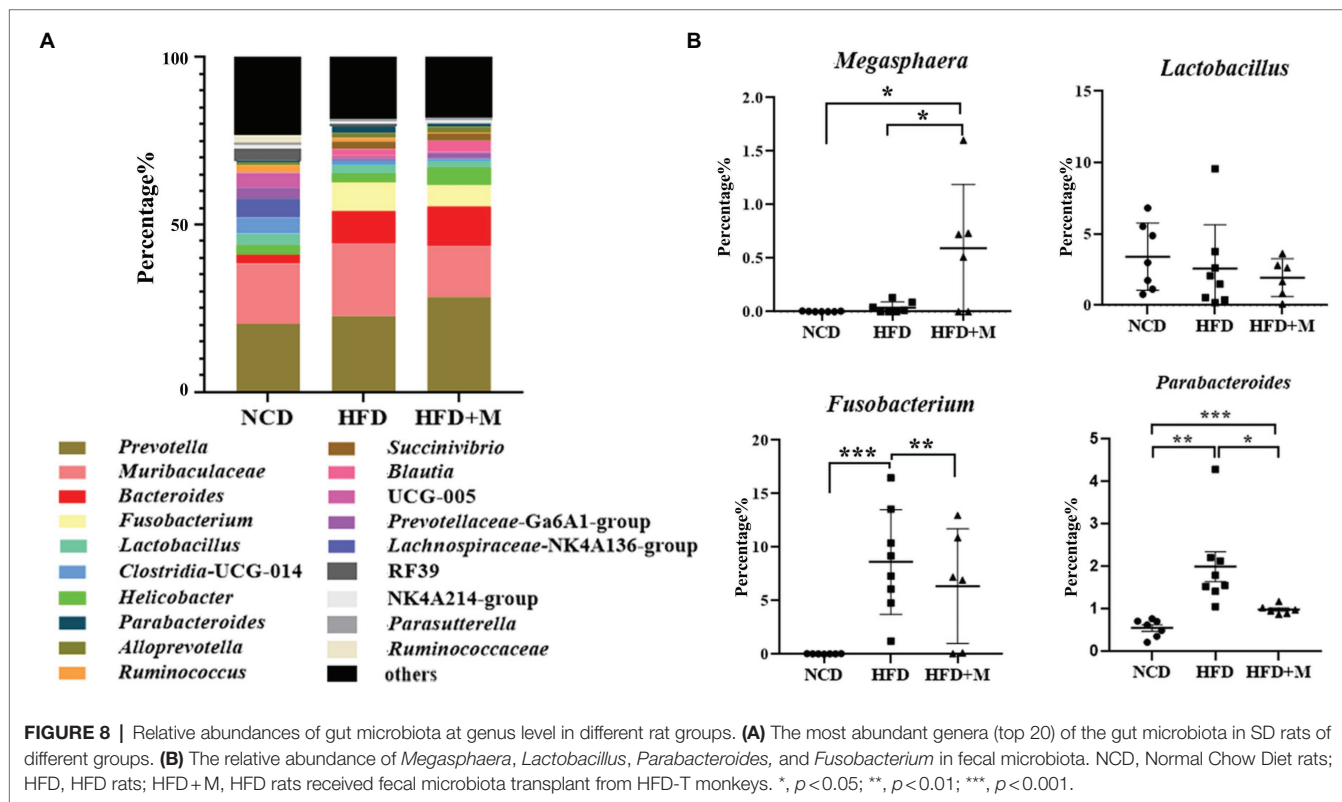 A
100
50
0
Percentage%
NCD HFD HFD+M
Prevotella
Muribaculaceae
Bacteroides
Fusobacterium
Lactobacillus
Clostridia-UCG-014
Helicobacter
Parabacteroides
Alloprevotella
Ruminococcus
Succinivibrio
Blautia
UCG-005
Prevotellaceae-Ga6A1-group
Lachnospiraceae-NK4A136-group
RF39
NK4A214-group
Parasutterella
Ruminococcaceae
others
B
Megasphaera
*
*
2.0
1.5
1.0
0.5
0.0
Percentage%
NCD HFD HFD+M
Lactobacillus
15
10
5
0
Percentage%
NCD HFD HFD+M
Fusobacterium
***
**
20
15
10
5
0
Percentage%
NCD HFD HFD+M
Parabacteroides
***
**
*
5
4
3
2
1
0
Percentage%
NCD HFD HFD+M
FIGURE 8 | Relative abundances of gut microbiota at genus level in different rat groups. (A) The most abundant genera (top 20) of the gut microbiota in SD rats of
different groups. (B) The relative abundance of Megasphaera, Lactobacillus, Parabacteroides, and Fusobacterium in fecal microbiota. NCD, Normal Chow Diet rats;
HFD, HFD rats; HFD+M, HFD rats received fecal microbiota transplant from HFD-T monkeys. *, p<0.05; **, p<0.01; ***, p<0.001.